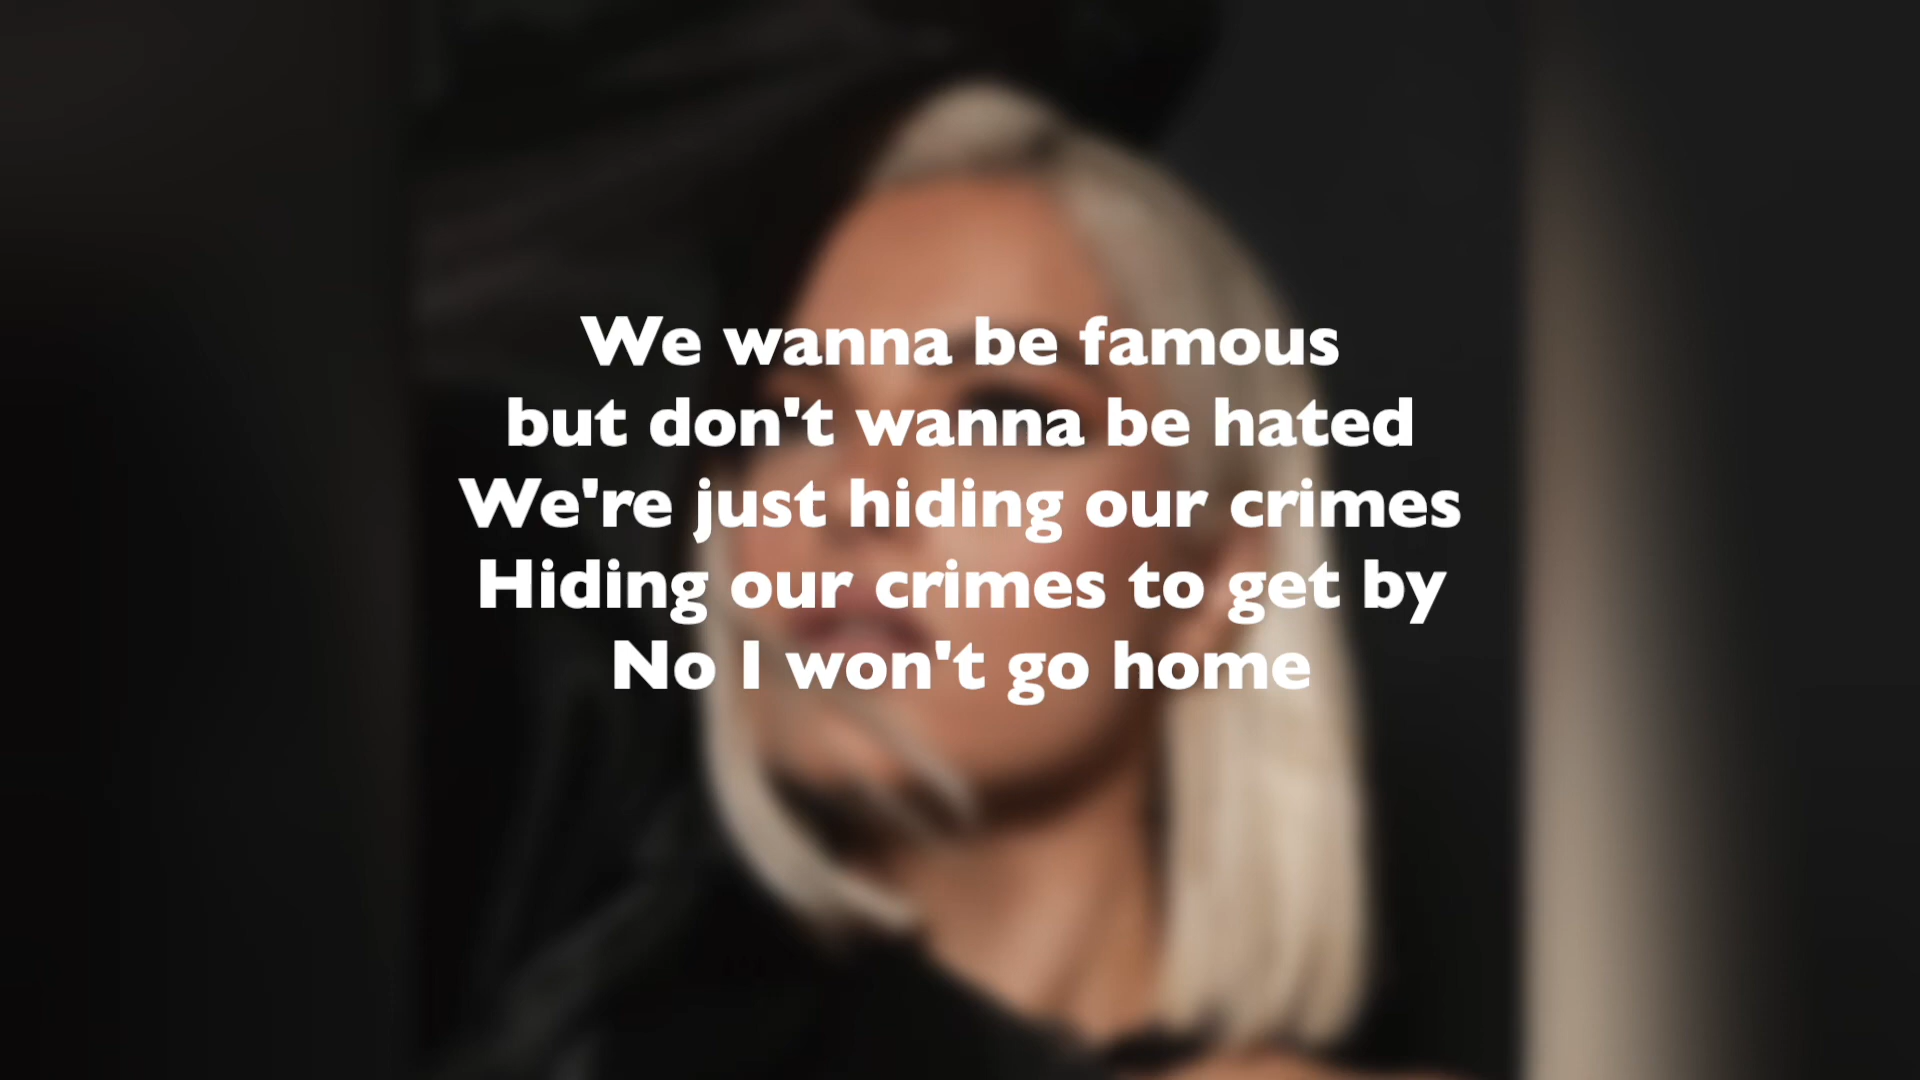 We wanna be famous
but don't wanna be hated
We're just hiding our crimes
Hiding our crimes to get by
No I won't go home